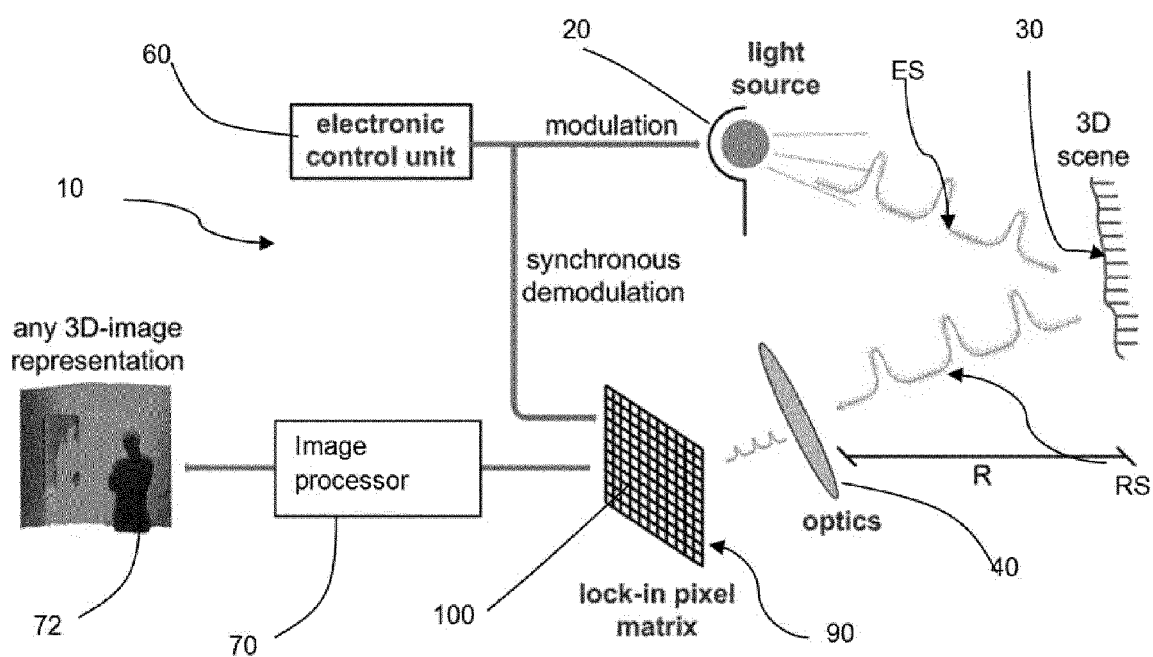 60
20
light
source
ES
30
3D
scene
electronic
control unit
modulation
10
synchronous
demodulation
any 3D-image
representation
Image
processor
R
RS
optics
40
lock-in pixel
matrix
72
70
100
90